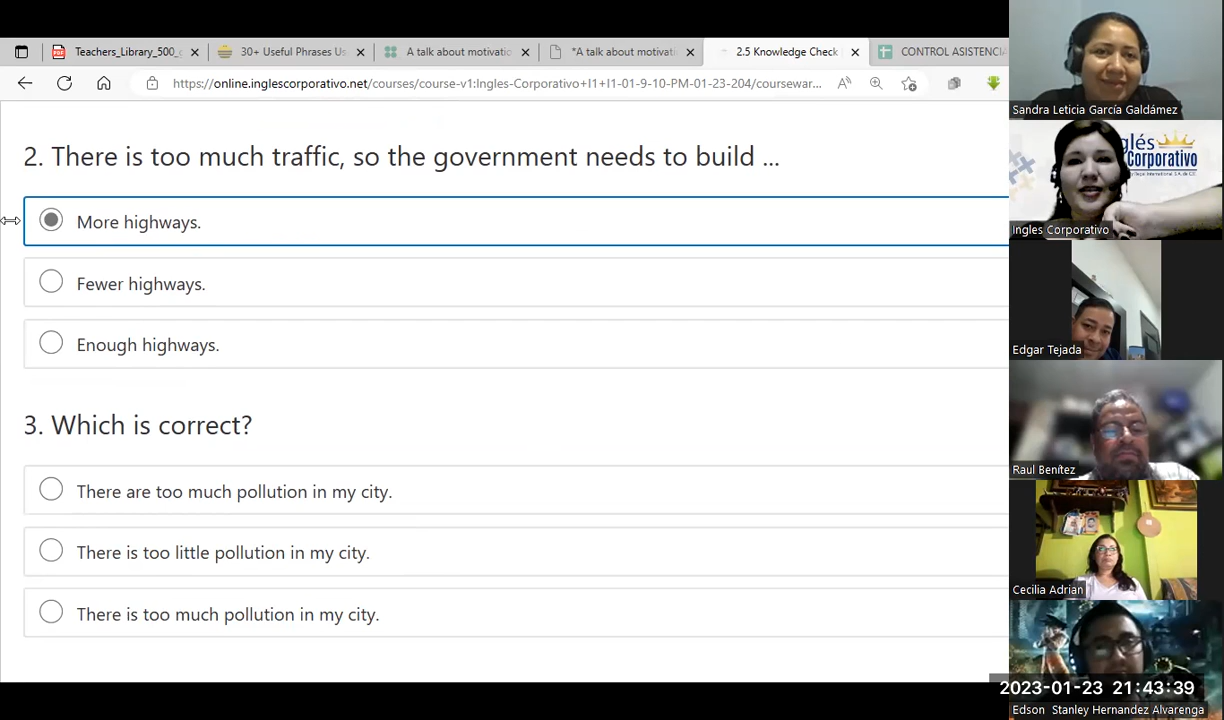 Teachers_Library_500_c
30+ Useful Phrases Us
A talk about motivatio
*A talk about motivati
2.5 Knowledge Check
CONTROL ASISTENCI
https://online.inglescorporativo.net/courses/course-v1:Ingles-Corporativo+I1+I1-01-9-10-PM-01-23-204/coursewar...
2. There is too much traffic, so the government needs to build ...
More highways.
Fewer highways.
Enough highways.
3. Which is correct?
There are too much pollution in my city.
There is too little pollution in my city.
There is too much pollution in my city.
Sandra Leticia García Galdámez
glés
Corporativo
Ingles Corporativo
Edgar Tejada
Raul Benítez
Cecilia Adrian
2023-01-23 21:43:39
Edson Stanley Hernandez Alvarenga